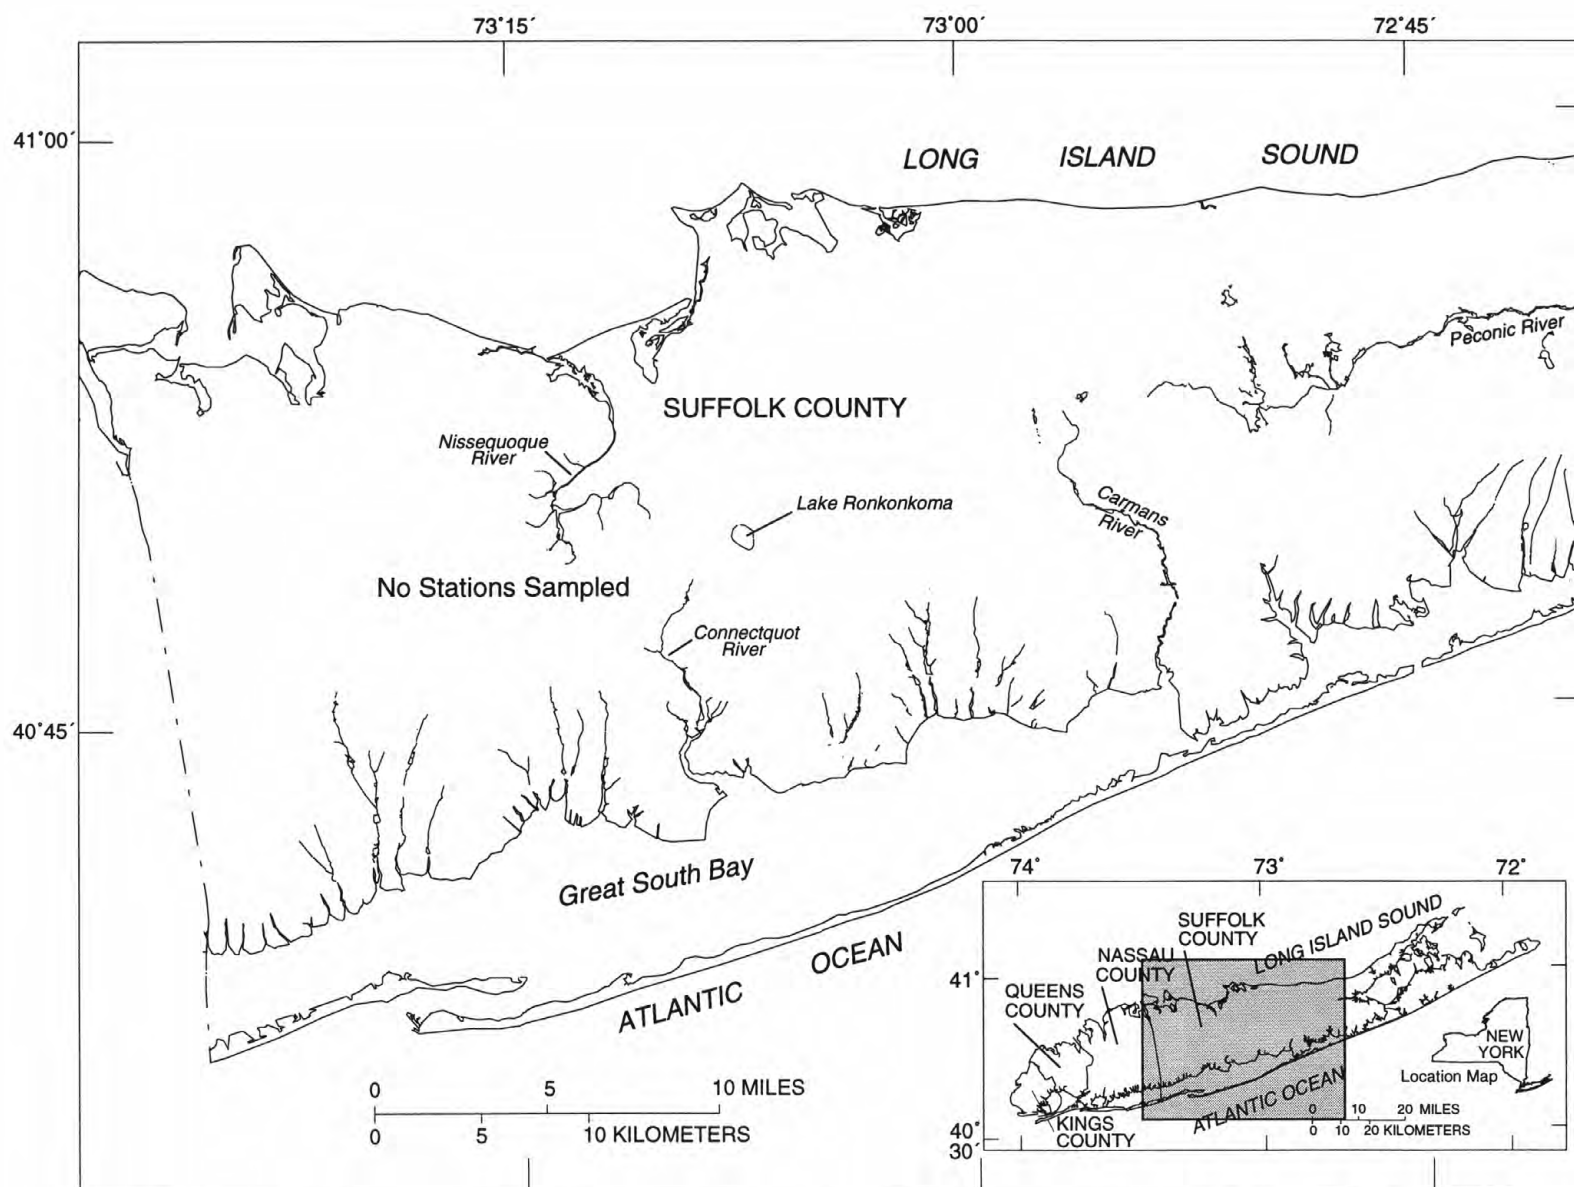 73°15′
73°00′
72°45′
41°00′
LONG ISLAND SOUND
Peconic River
SUFFOLK COUNTY
Nissequoque
River
Lake Ronkonkoma
Carmans
River
No Stations Sampled
Connectquot
River
40°45′
Great South Bay
ATLANTIC OCEAN
0 5 10 MILES
0 5 10 KILOMETERS
74° 73° 72°
SUFFOLK
COUNTY
LONG ISLAND SOUND
NASSAU
COUNTY
41°
QUEENS
COUNTY
NEW
YORK
Location Map
ATLANTIC OCEAN
0 10 20 MILES
0 10 20 KILOMETERS
KINGS
COUNTY
40°
30′